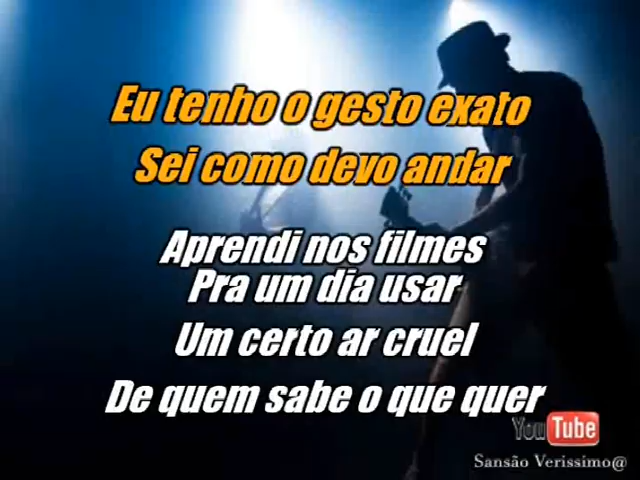 Eu tenho o gesto exato
Sei como devo andar
Aprendi nos filmes
Pra um dia usar
Um certo ar cruel
De quem sabe o que quer
YouTube
Sansão Verissimo@